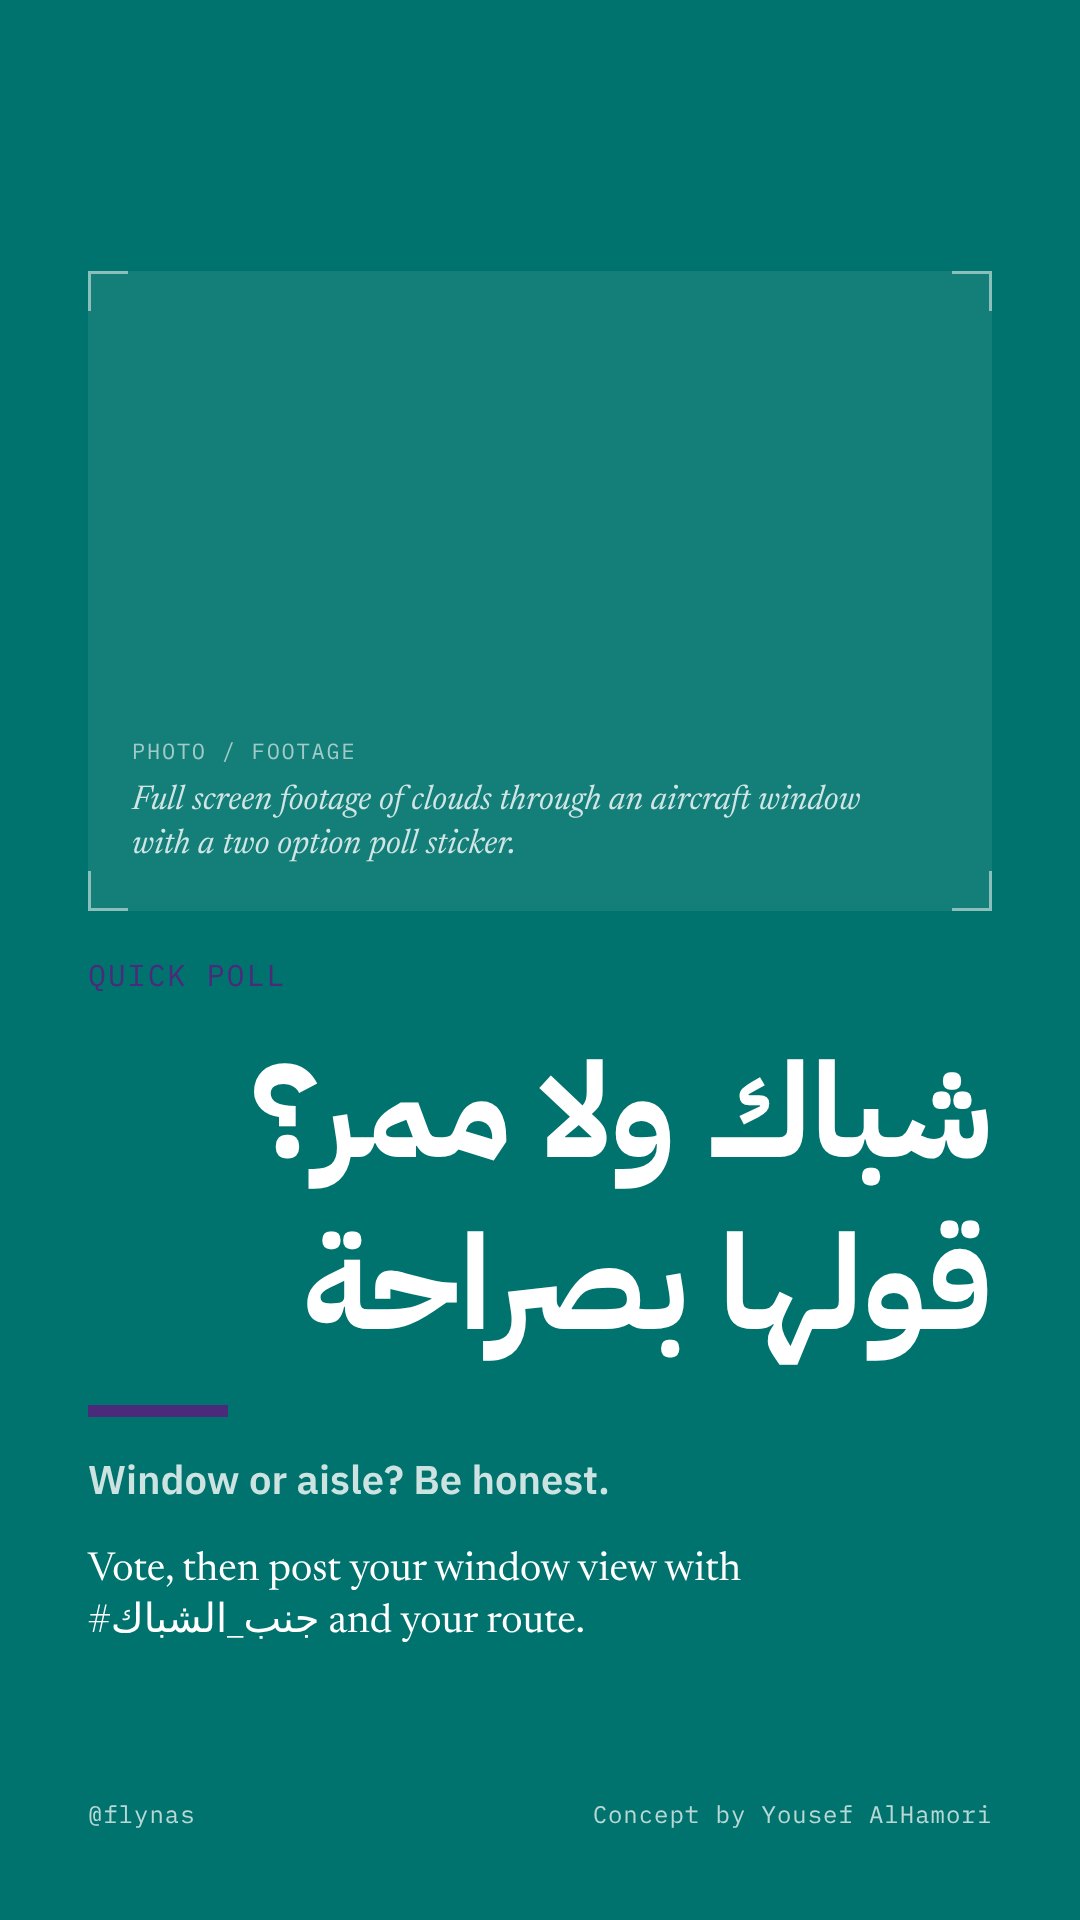 PHOTO / FOOTAGE
Full screen footage of clouds through an aircraft window
with a two option poll sticker.
QUICK POLL
شباك ولا ممر؟
قولها بصراحة
Window or aisle? Be honest.
Vote, then post your window view with
#جنب_الشباك and your route.
@flynas
Concept by Yousef AlHamori